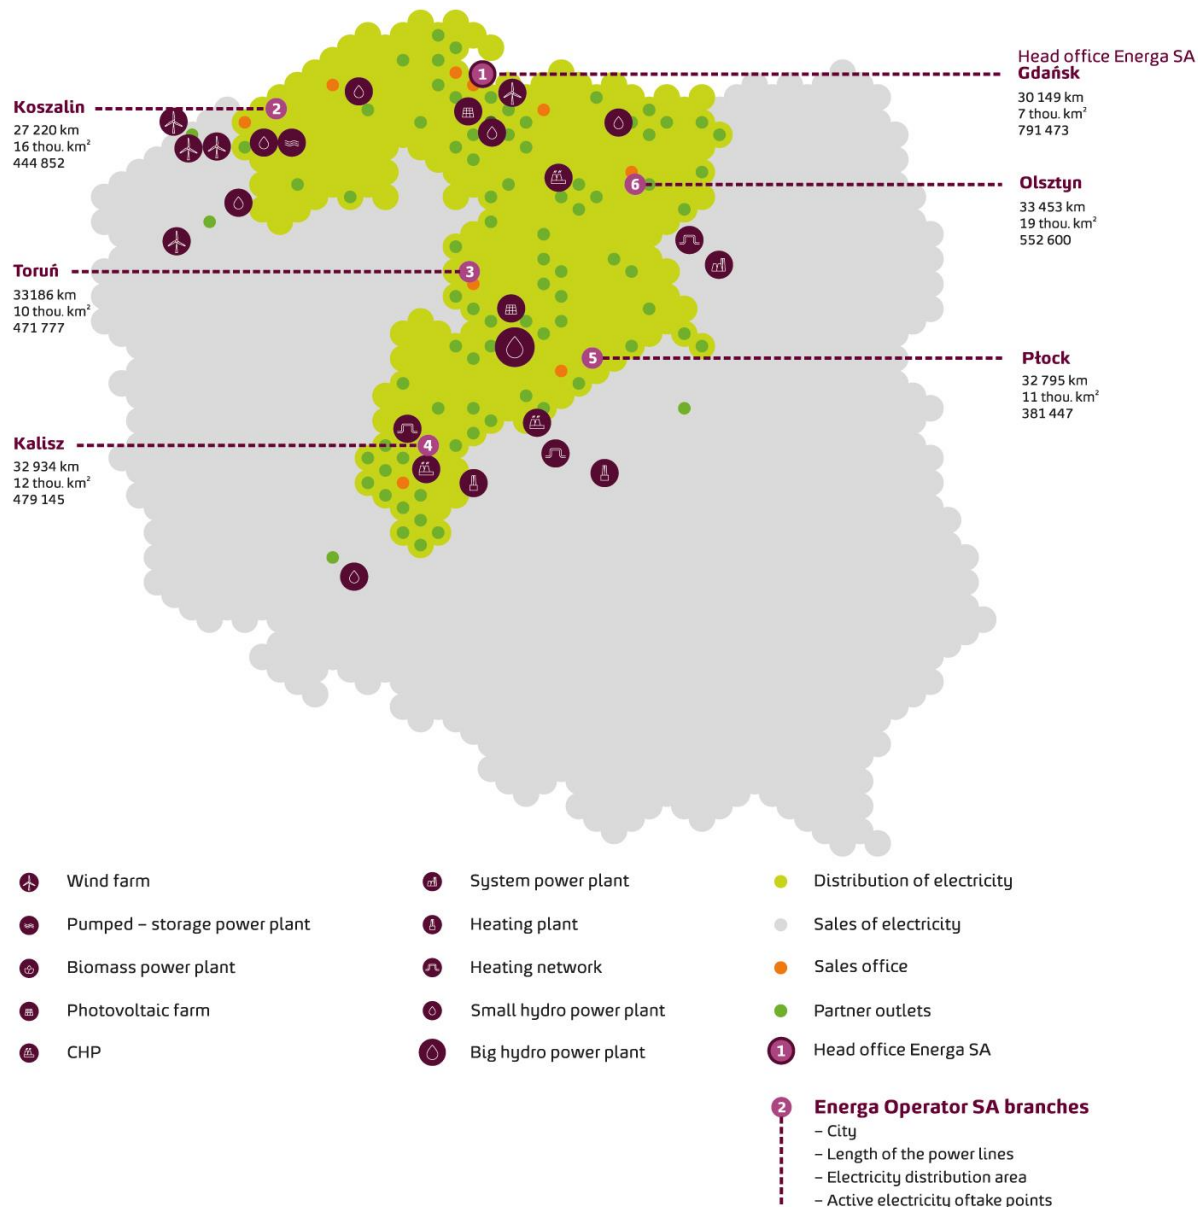 Head office Energa SA
Gdańsk
30 149 km
7 thou. km²
791 473
Koszalin
27 220 km
16 thou. km²
444 852
Olsztyn
33 453 km
19 thou. km²
552 600
Toruń
33186 km
10 thou. km²
471 777
Płock
32 795 km
11 thou. km²
381 447
Kalisz
32 934 km
12 thou. km²
479 145
1
2
6
3
5
4
Wind farm
Pumped – storage power plant
Biomass power plant
Photovoltaic farm
CHP
System power plant
Heating plant
Heating network
Small hydro power plant
Big hydro power plant
Distribution of electricity
Sales of electricity
Sales office
Partner outlets
1 Head office Energa SA
2 Energa Operator SA branches
– City
– Length of the power lines
– Electricity distribution area
– Active electricity oftake points